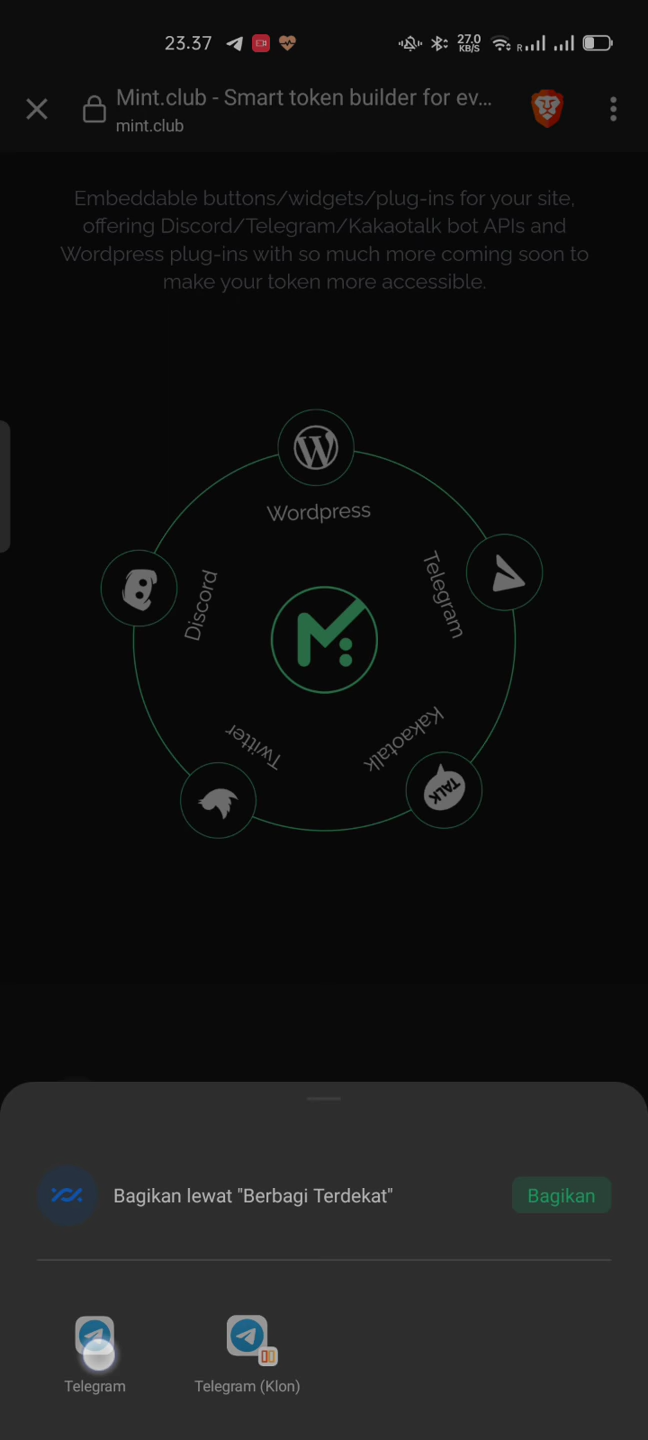 23.37
27.0
KB/S
R
Mint.club - Smart token builder for ev...
mint.club
Embeddable buttons/widgets/plug-ins for your site,
offering Discord/Telegram/Kakaotalk bot APIs and
Wordpress plug-ins with so much more coming soon to
make your token more accessible.
Wordpress
Telegram
Discord
Twitter
Kakaotalk
TALK
Bagikan lewat "Berbagi Terdekat"
Bagikan
Telegram
Telegram (Klon)